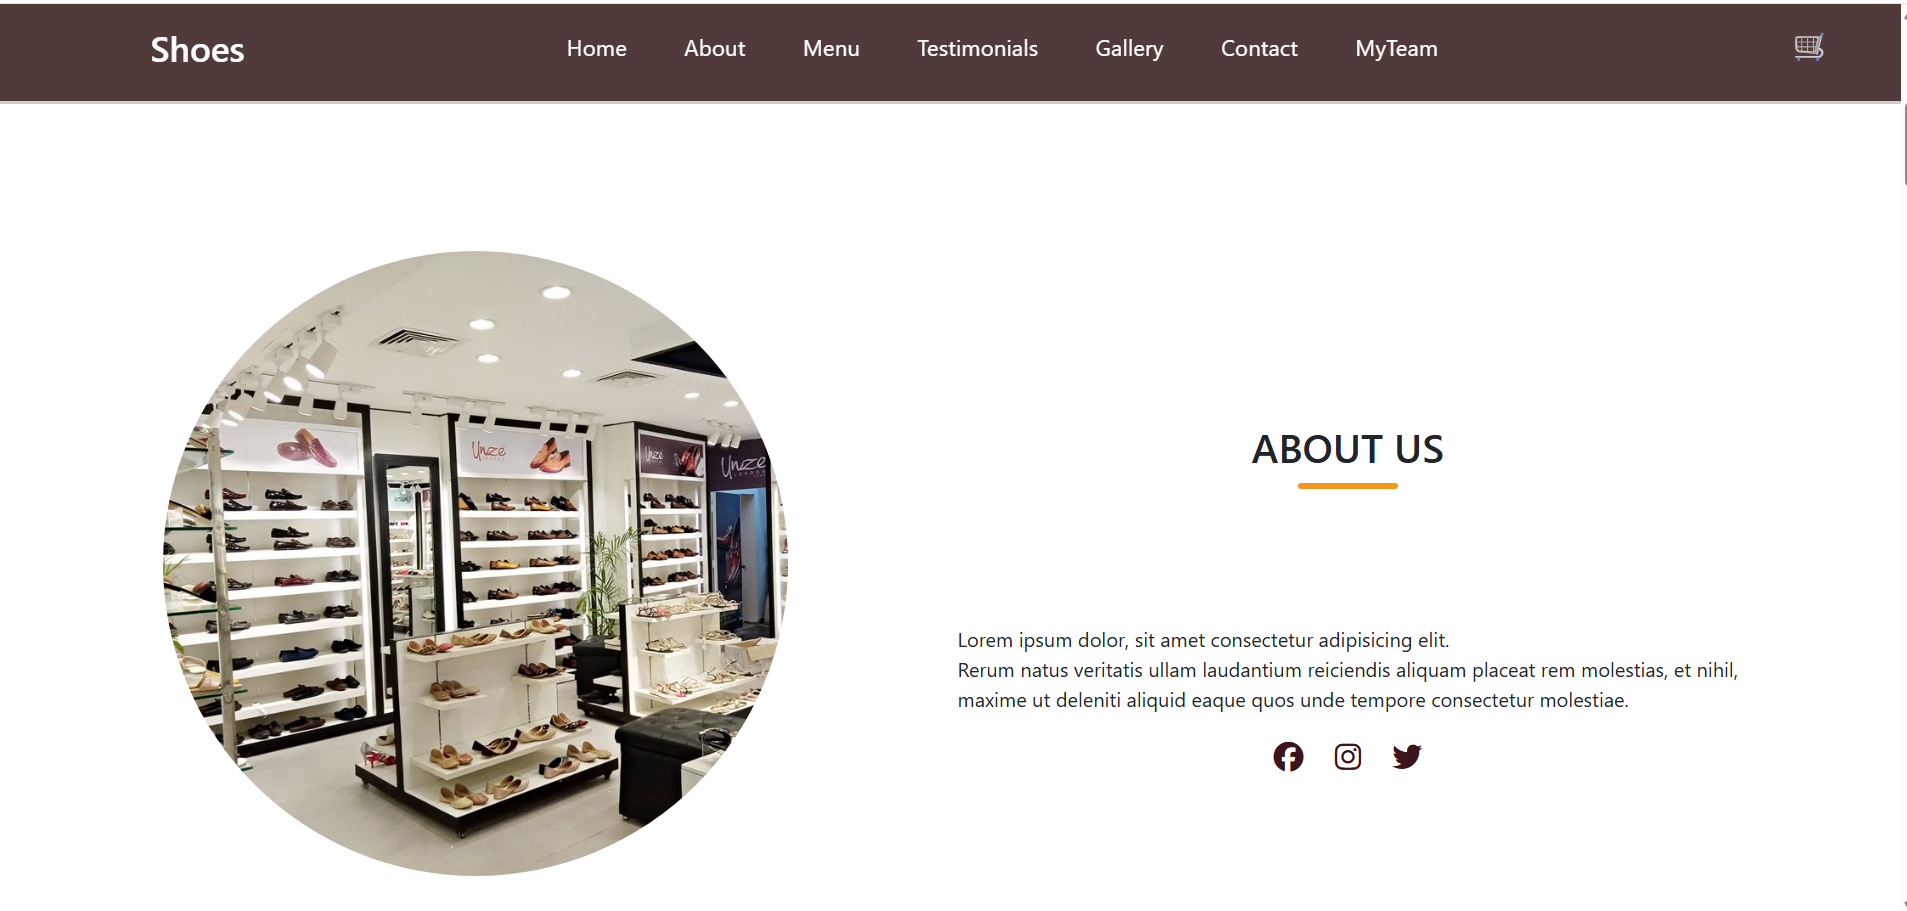 Shoes
Home
About
Menu
Testimonials
Gallery
Contact
MyTeam
Unze
Unze
Unze
LONDON
ABOUT US
Lorem ipsum dolor, sit amet consectetur adipisicing elit.
Rerum natus veritatis ullam laudantium reiciendis aliquam placeat rem molestias, et nihil,
maxime ut deleniti aliquid eaque quos unde tempore consectetur molestiae.